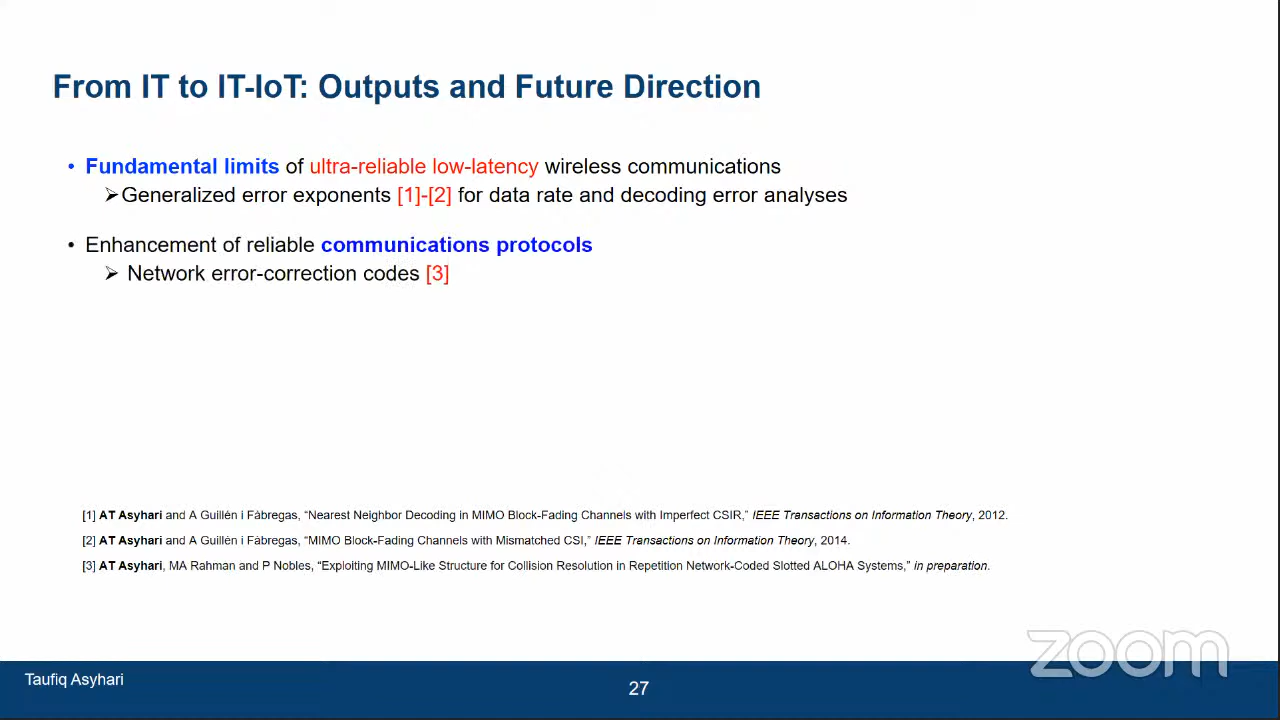 From IT to IT-IoT: Outputs and Future Direction
• Fundamental limits of ultra-reliable low-latency wireless communications
➢Generalized error exponents [1]-[2] for data rate and decoding error analyses
• Enhancement of reliable communications protocols
➢ Network error-correction codes [3]
[1] AT Asyhari and A Guillén i Fàbregas, “Nearest Neighbor Decoding in MIMO Block-Fading Channels with Imperfect CSIR,” IEEE Transactions on Information Theory, 2012.
[2] AT Asyhari and A Guillén i Fàbregas, “MIMO Block-Fading Channels with Mismatched CSI,” IEEE Transactions on Information Theory, 2014.
[3] AT Asyhari, MA Rahman and P Nobles, “Exploiting MIMO-Like Structure for Collision Resolution in Repetition Network-Coded Slotted ALOHA Systems,” in preparation.
zoom
Taufiq Asyhari
27